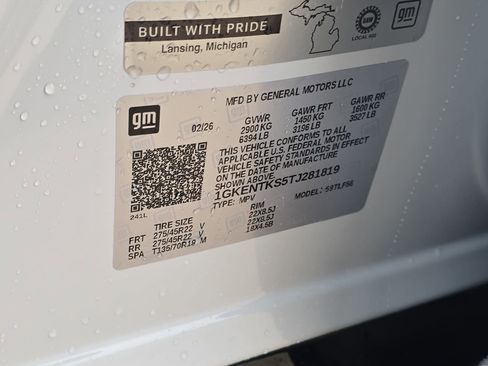 BUILT WITH PRIDE
Lansing, Michigan
UAW
LOCAL 602
gm
gm
MFD BY GENERAL MOTORS LLC
02/26 GVWR GAWR FRT GAWR RR
2900 KG 1450 KG 1600 KG
6394 LB 3196 LB 3527 LB
THIS VEHICLE CONFORMS TO ALL
APPLICABLE U.S. FEDERAL MOTOR
VEHICLE SAFETY STANDARDS IN EFFECT
ON THE DATE OF MANUFACTURE
SHOWN ABOVE.
1GKENTKS5TJ281819
TYPE: MPV MODEL:
241L
TIRE SIZE RIM
FRT 275/45R22 V 22X8.5J
RR 275/45R22 V 22X8.5J
SPA T135/70R18 M 18X4.5B